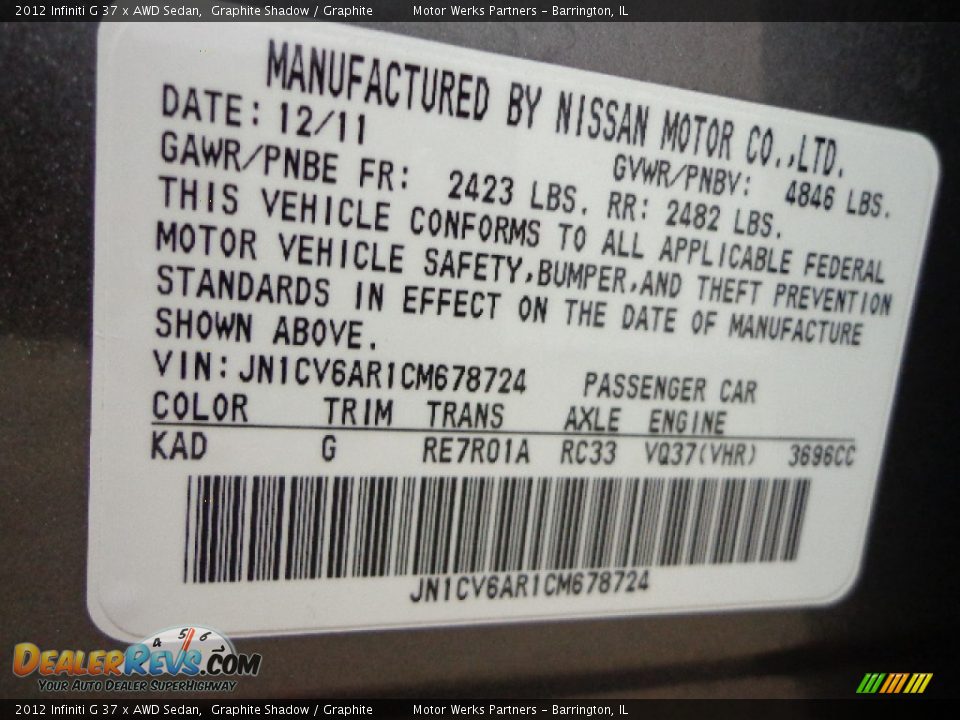 2012 Infiniti G 37 x AWD Sedan, Graphite Shadow / Graphite Motor Werks Partners - Barrington, IL
MANUFACTURED BY NISSAN MOTOR CO.,LTD.
DATE: 12/11 GVWR/PNBV: 4846 LBS.
GAWR/PNBE FR: 2423 LBS. RR: 2482 LBS.
THIS VEHICLE CONFORMS TO ALL APPLICABLE FEDERAL
MOTOR VEHICLE SAFETY,BUMPER,AND THEFT PREVENTION
STANDARDS IN EFFECT ON THE DATE OF MANUFACTURE
SHOWN ABOVE.
VIN: JN1CV6AR1CM678724 PASSENGER CAR
COLOR TRIM TRANS AXLE ENGINE
KAD G RE7R01A RC33 VQ37(VHR) 3696CC
JN1CV6AR1CM678724
4 5 6 7
DEALERREVS.COM
YOUR AUTO DEALER SUPERHIGHWAY
2012 Infiniti G 37 x AWD Sedan, Graphite Shadow / Graphite Motor Werks Partners - Barrington, IL